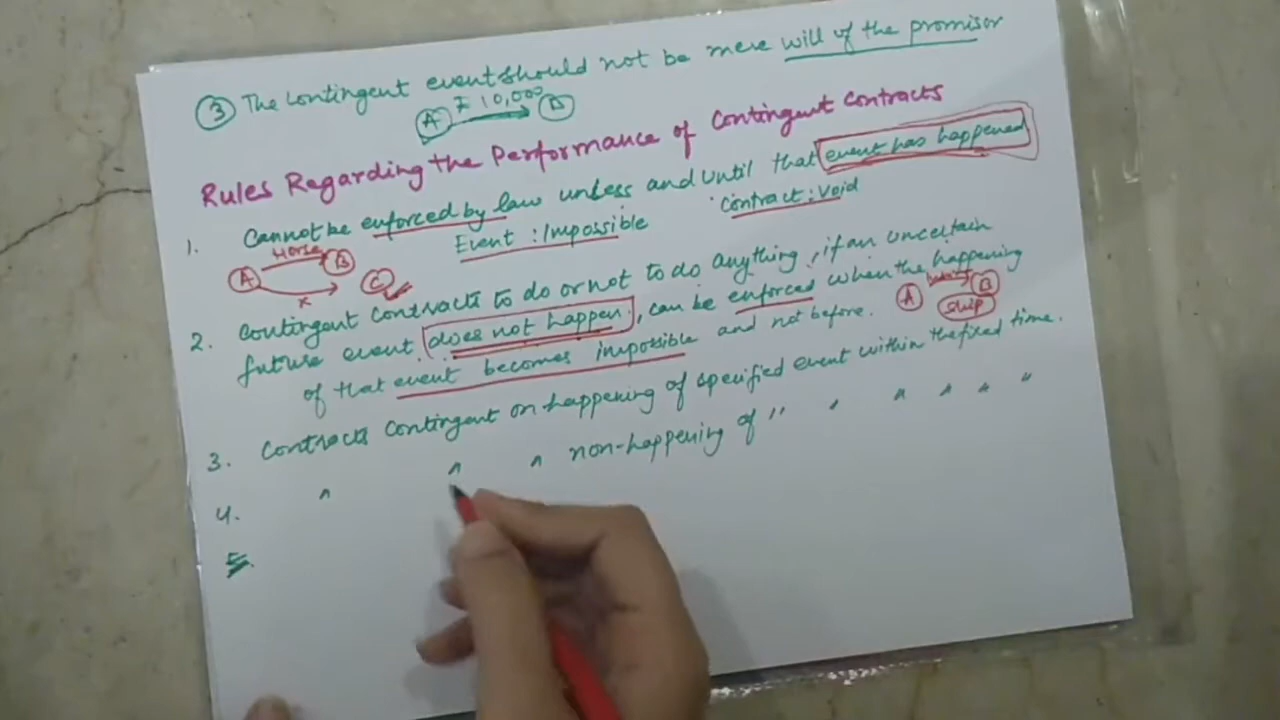 ③ The contingent event should not be mere will of the promisor
A ₹10,000 B
Rules Regarding the Performance of Contingent Contracts
1. Cannot be enforced by law unless and until that event has happened
Event : Impossible Contract : Void
A Horse B
x C
2. Contingent contracts to do or not to do anything, if an uncertain
future event does not happen, can be enforced when the happening
of that event becomes impossible and not before. A B
Ship
3. Contracts contingent on happening of specified event within the fixed time.
4. " " " non-happening of " " " " " "
5.